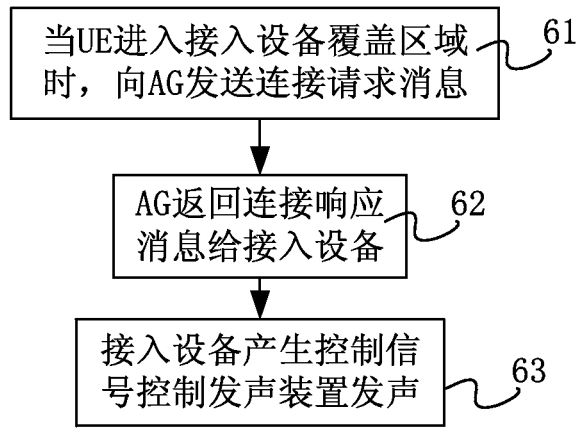 当UE进入接入设备覆盖区域
时，向AG发送连接请求消息
61
AG返回连接响应
消息给接入设备
62
接入设备产生控制信
号控制发声装置发声
63